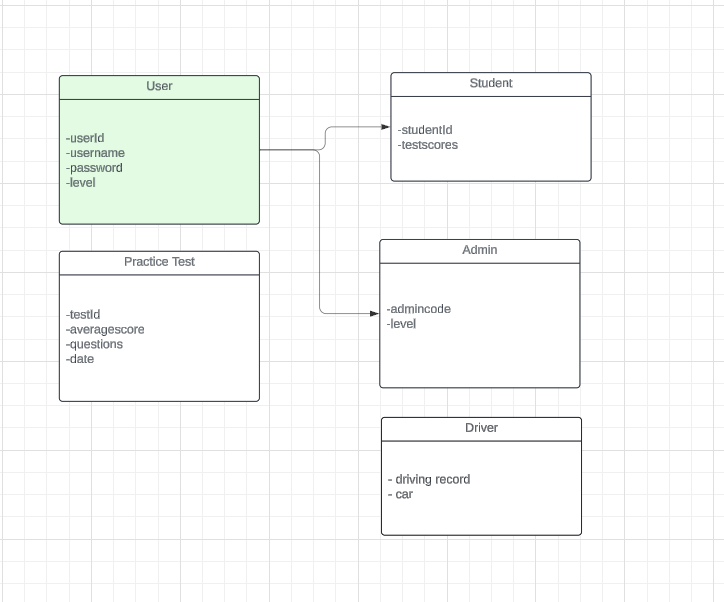 User
-userId
-username
-password
-level
Student
-studentId
-testscores
Practice Test
-testId
-averagescore
-questions
-date
Admin
-admincode
-level
Driver
- driving record
- car